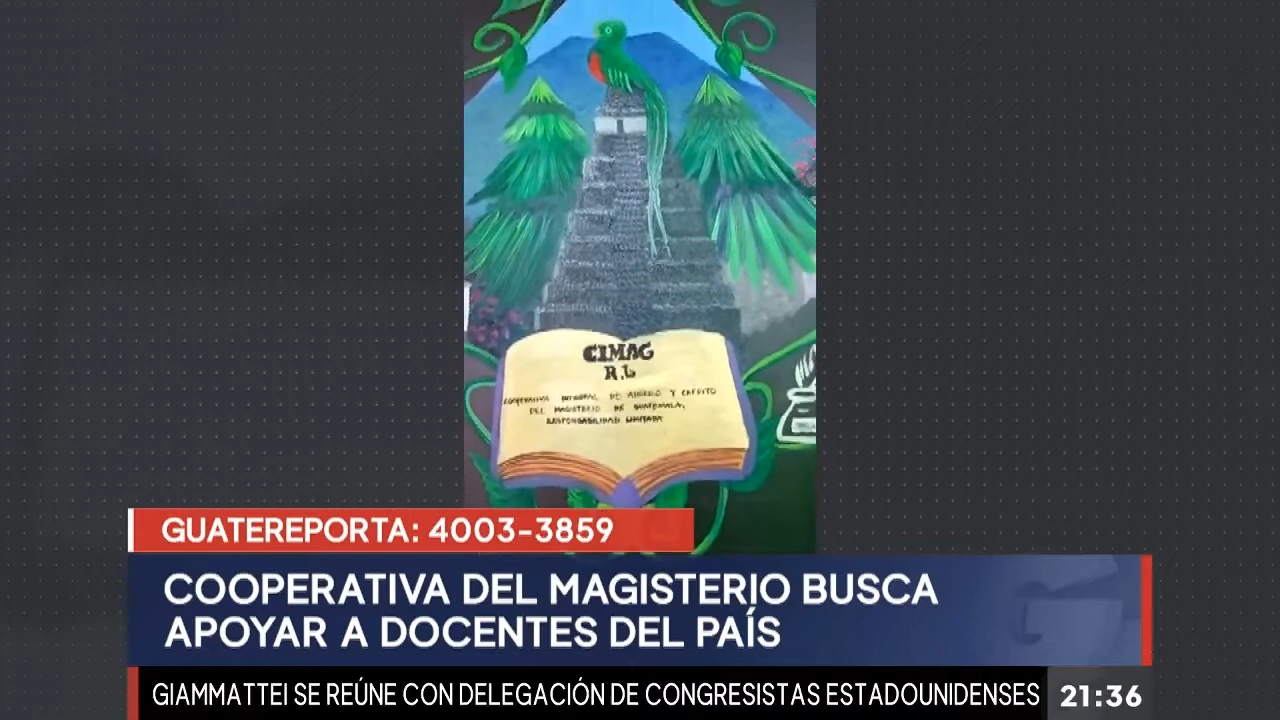 CIMAG
R.L
COOPERATIVA INTEGRAL DE AHORRO Y CREDITO
DEL MAGISTERIO DE GUATEMALA,
RESPONSABILIDAD LIMITADA
GUATEREPORTA: 4003-3859
COOPERATIVA DEL MAGISTERIO BUSCA
APOYAR A DOCENTES DEL PAÍS
GIAMMATTEI SE REÚNE CON DELEGACIÓN DE CONGRESISTAS ESTADOUNIDENSES
21:36